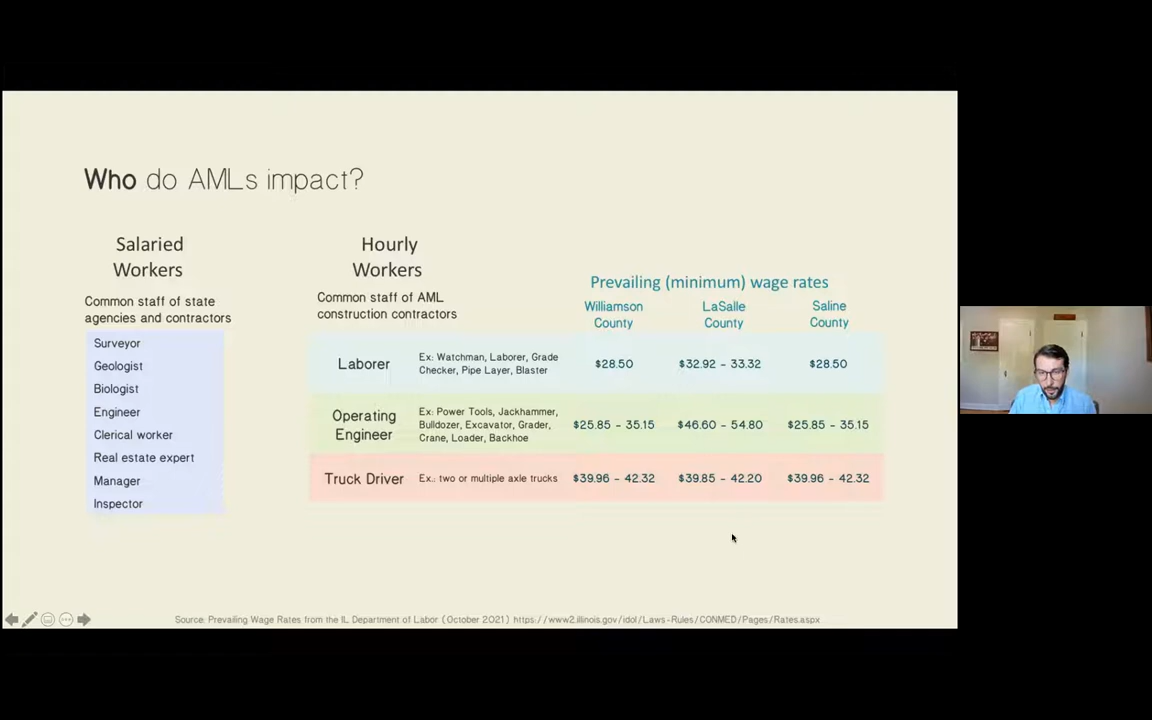 Who do AMLs impact?
Salaried
Workers
Common staff of state
agencies and contractors
Surveyor
Geologist
Biologist
Engineer
Clerical worker
Real estate expert
Manager
Inspector
Hourly
Workers
Common staff of AML
construction contractors
Prevailing (minimum) wage rates
Williamson
County
LaSalle
County
Saline
County
Laborer
Ex: Watchman, Laborer, Grade
Checker, Pipe Layer, Blaster
$28.50
$32.92 - 33.32
$28.50
Operating
Engineer
Ex: Power Tools, Jackhammer,
Bulldozer, Excavator, Grader,
Crane, Loader, Backhoe
$25.85 - 35.15
$46.60 - 54.80
$25.85 - 35.15
Truck Driver
Ex.: two or multiple axle trucks
$39.96 - 42.32
$39.85 - 42.20
$39.96 - 42.32
Source: Prevailing Wage Rates from the IL Department of Labor (October 2021) https://www2.illinois.gov/idol/Laws-Rules/CONMED/Pages/Rates.aspx